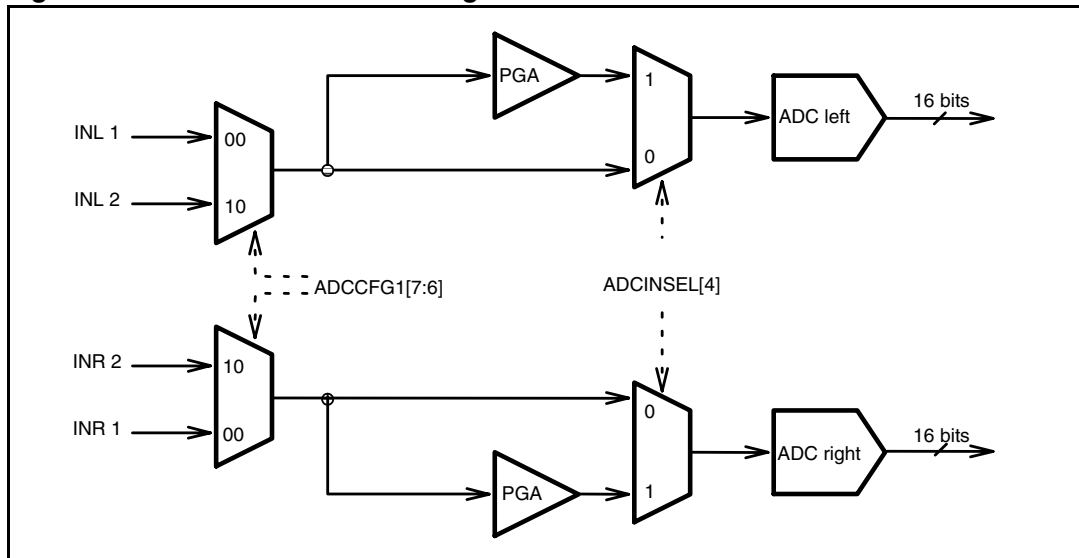 PGA
1
ADC left
16 bits
INL 1
00
0
INL 2
10
ADCCFG1[7:6]
ADCINSEL[4]
INR 2
10
0
INR 1
00
16 bits
ADC right
PGA
1